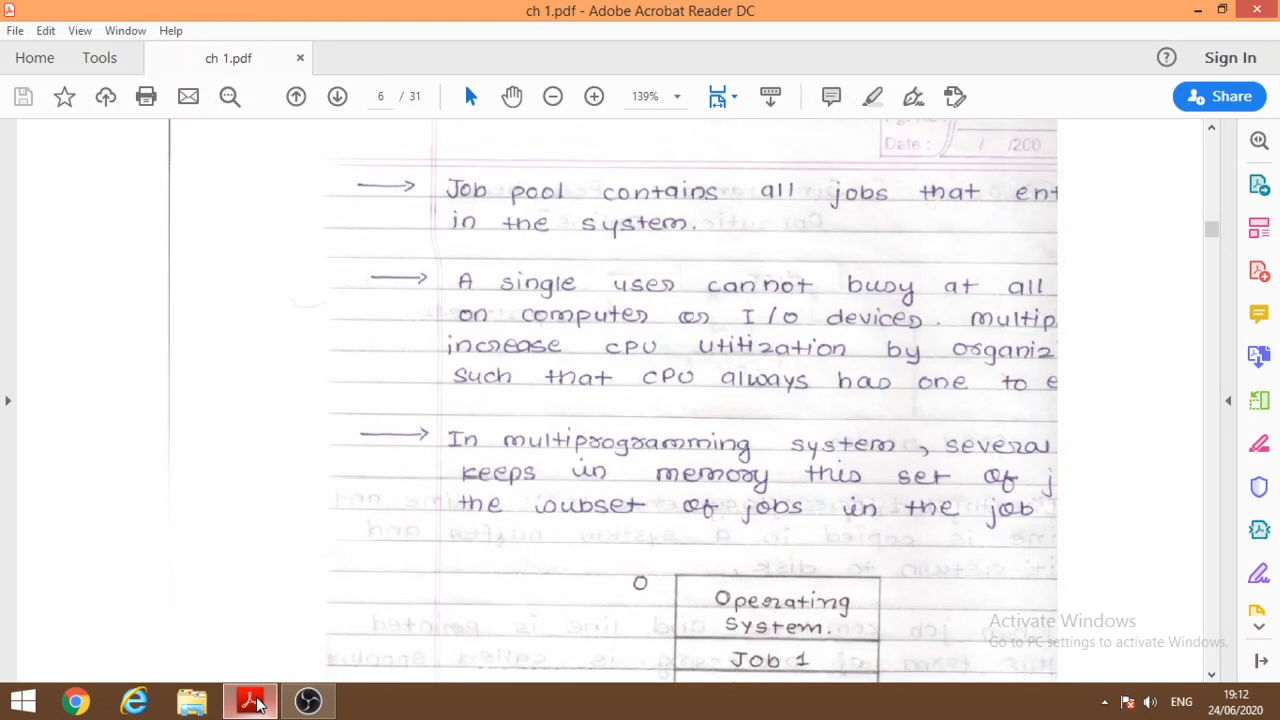 ch 1.pdf - Adobe Acrobat Reader DC
File Edit View Window Help
Home Tools ch 1.pdf × Sign In
6 / 31 139% Share
Date : / /200
Job pool contains all jobs that ent
in the system.
A single user cannot busy at all
on computer or I/O devices. multip
increase CPU utitization by organiz
such that CPU always has one to e
In multiprogramming system, several
keeps in memory this set of j
the subset of jobs in the job
0
Operating
System.
Job 1
Activate Windows
Go to PC settings to activate Windows.
ENG
19:12
24/06/2020